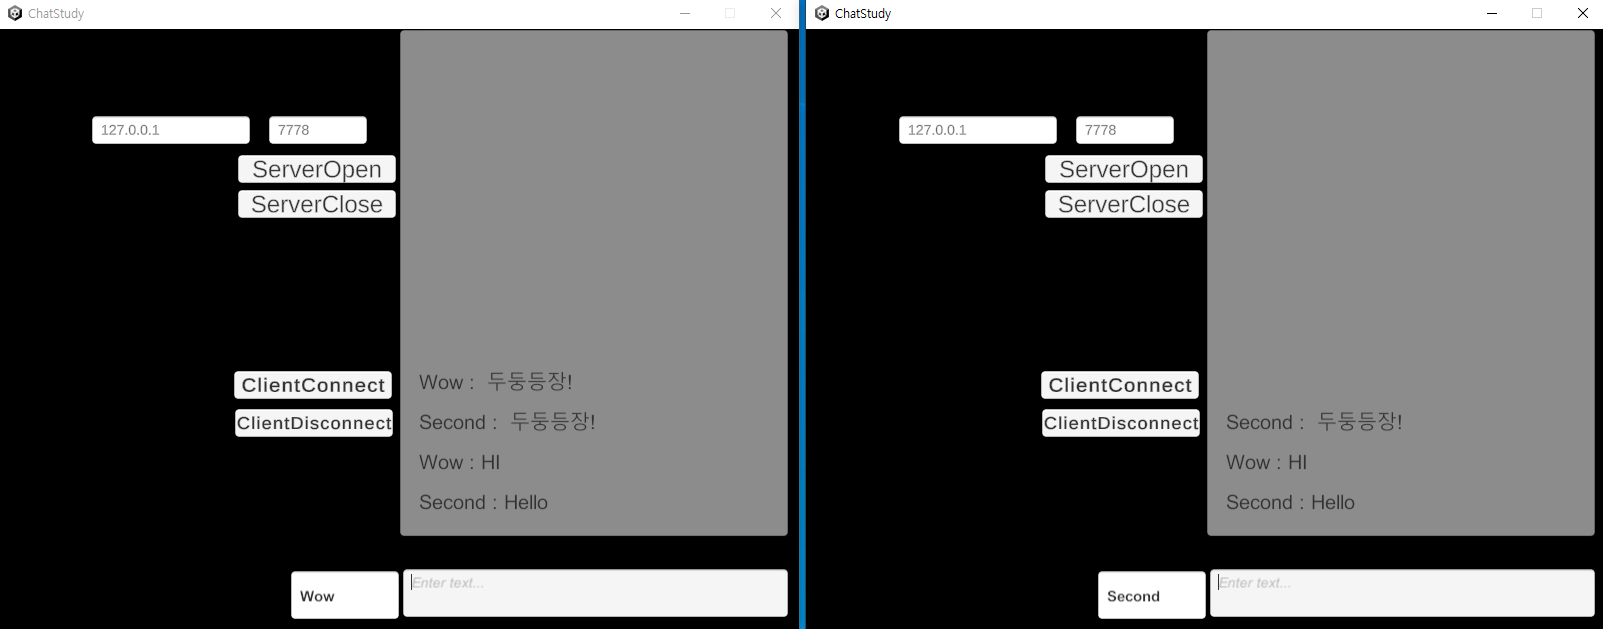 ChatStudy
127.0.0.1
7778
ServerOpen
ServerClose
ClientConnect
ClientDisconnect
Wow : 두둥등장!
Second : 두둥등장!
Wow : HI
Second : Hello
Wow
Enter text...
ChatStudy
127.0.0.1
7778
ServerOpen
ServerClose
ClientConnect
ClientDisconnect
Second : 두둥등장!
Wow : HI
Second : Hello
Second
Enter text...